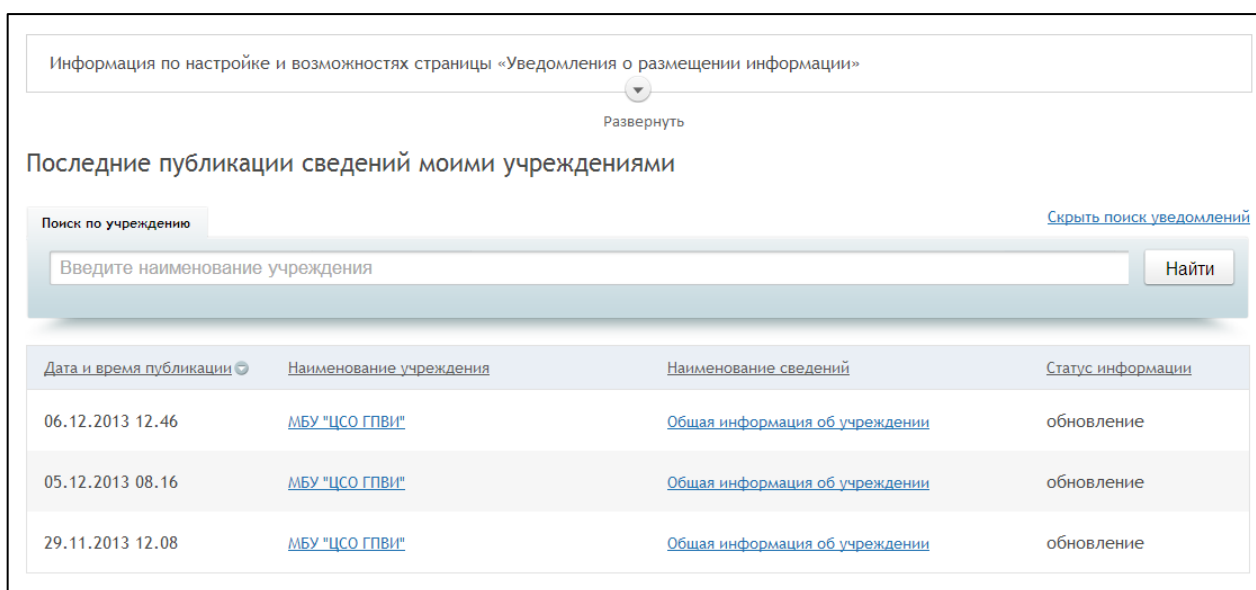 Информация по настройке и возможностях страницы «Уведомления о размещении информации»
Развернуть
Последние публикации сведений моими учреждениями
Поиск по учреждению
Скрыть поиск уведомлений
Введите наименование учреждения
Найти
Дата и время публикации Наименование учреждения Наименование сведений Статус информации
06.12.2013 12.46 МБУ "ЦСО ГПВИ" Общая информация об учреждении обновление
05.12.2013 08.16 МБУ "ЦСО ГПВИ" Общая информация об учреждении обновление
29.11.2013 12.08 МБУ "ЦСО ГПВИ" Общая информация об учреждении обновление